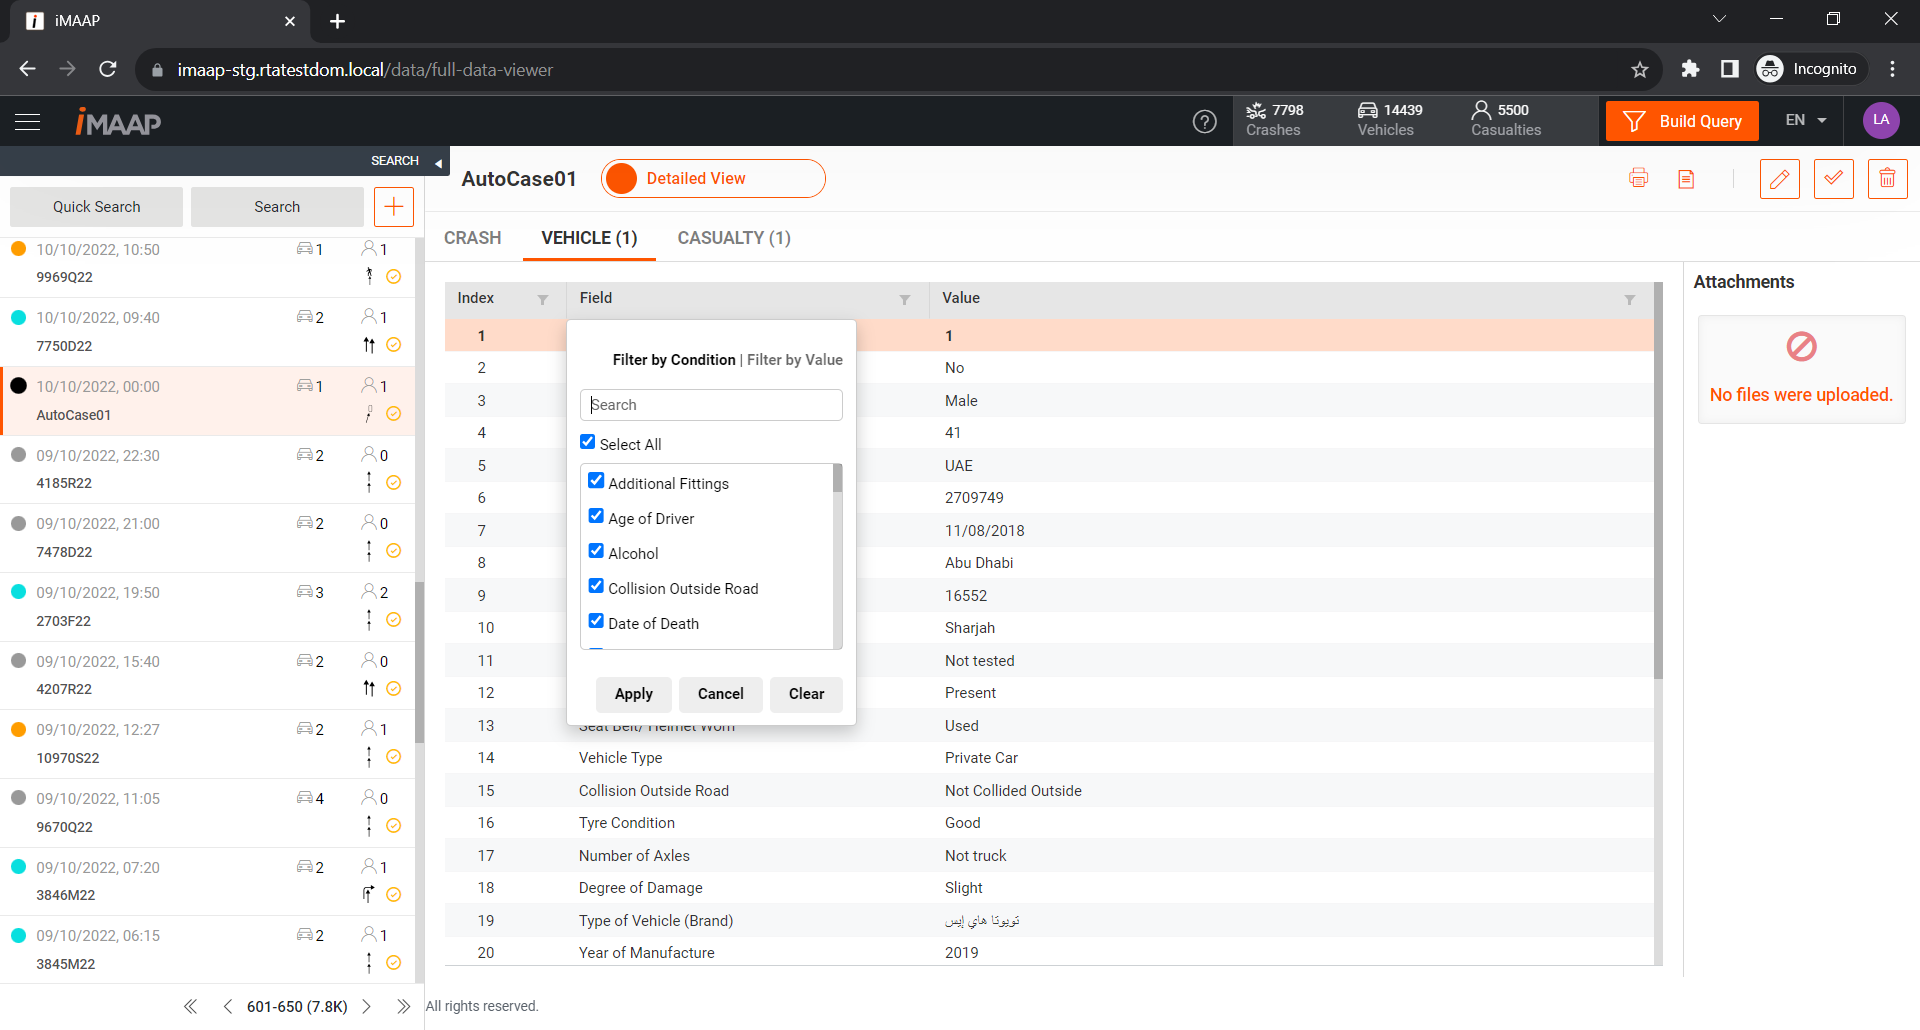 iMAAP
imaap-stg.rtatestdom.local/data/full-data-viewer
Incognito
iMAAP
7798
Crashes
14439
Vehicles
5500
Casualties
Build Query
EN
LA
SEARCH
Quick Search
Search
10/10/2022, 10:50 1 1
9969Q22
10/10/2022, 09:40 2 1
7750D22
10/10/2022, 00:00 1 1
AutoCase01
09/10/2022, 22:30 2 0
4185R22
09/10/2022, 21:00 2 0
7478D22
09/10/2022, 19:50 3 2
2703F22
09/10/2022, 15:40 2 0
4207R22
09/10/2022, 12:27 2 1
10970S22
09/10/2022, 11:05 4 0
9670Q22
09/10/2022, 07:20 2 1
3846M22
09/10/2022, 06:15 2 1
3845M22
601-650 (7.8K)
AutoCase01
Detailed View
CRASH VEHICLE (1) CASUALTY (1)
Index Field Value
1 1
2 No
3 Male
4 41
5 UAE
6 2709749
7 11/08/2018
8 Abu Dhabi
9 16552
10 Sharjah
11 Not tested
12 Present
13 Seat Belt/ Helmet Worn Used
14 Vehicle Type Private Car
15 Collision Outside Road Not Collided Outside
16 Tyre Condition Good
17 Number of Axles Not truck
18 Degree of Damage Slight
19 Type of Vehicle (Brand) تويوتا هاي إيس
20 Year of Manufacture 2019
Filter by Condition | Filter by Value
Search
Select All
Additional Fittings
Age of Driver
Alcohol
Collision Outside Road
Date of Death
Apply Cancel Clear
Attachments
No files were uploaded.
All rights reserved.